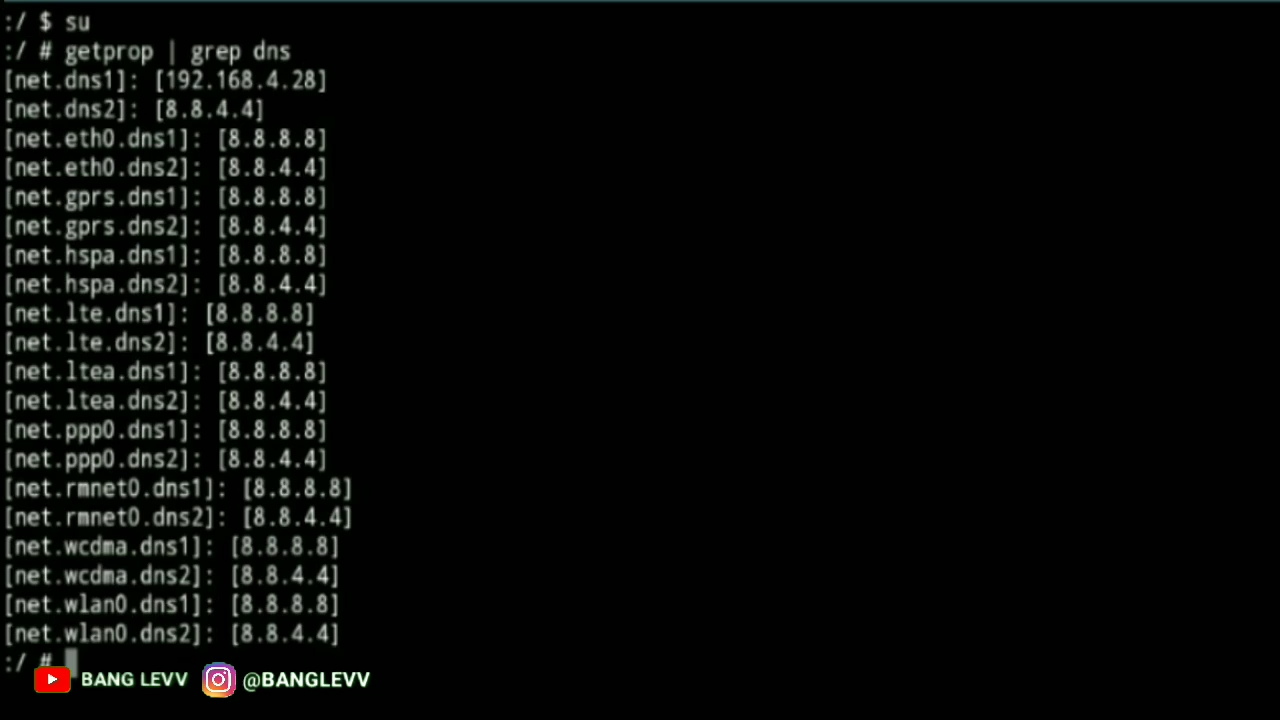 :/ $ su
:/ # getprop | grep dns
[net.dns1]: [192.168.4.28]
[net.dns2]: [8.8.4.4]
[net.eth0.dns1]: [8.8.8.8]
[net.eth0.dns2]: [8.8.4.4]
[net.gprs.dns1]: [8.8.8.8]
[net.gprs.dns2]: [8.8.4.4]
[net.hspa.dns1]: [8.8.8.8]
[net.hspa.dns2]: [8.8.4.4]
[net.lte.dns1]: [8.8.8.8]
[net.lte.dns2]: [8.8.4.4]
[net.ltea.dns1]: [8.8.8.8]
[net.ltea.dns2]: [8.8.4.4]
[net.ppp0.dns1]: [8.8.8.8]
[net.ppp0.dns2]: [8.8.4.4]
[net.rmnet0.dns1]: [8.8.8.8]
[net.rmnet0.dns2]: [8.8.4.4]
[net.wcdma.dns1]: [8.8.8.8]
[net.wcdma.dns2]: [8.8.4.4]
[net.wlan0.dns1]: [8.8.8.8]
[net.wlan0.dns2]: [8.8.4.4]
:/ #
BANG LEVV @BANGLEVV